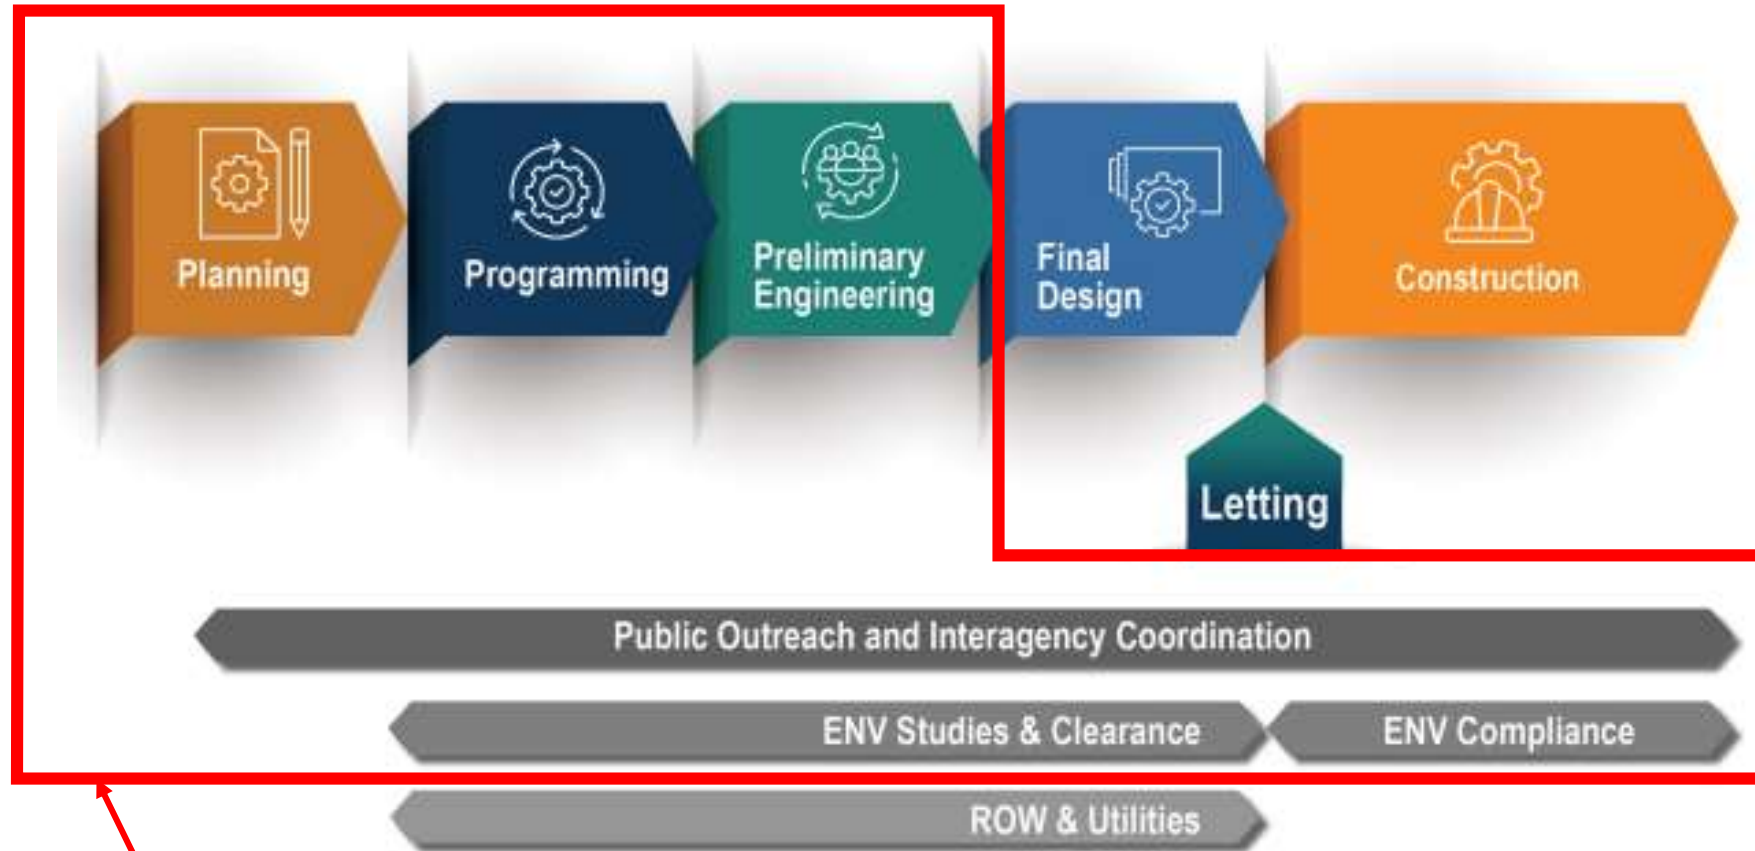 Planning
Programming
Preliminary
Engineering
Final
Design
Construction
Letting
Public Outreach and Interagency Coordination
ENV Studies & Clearance
ENV Compliance
ROW & Utilities